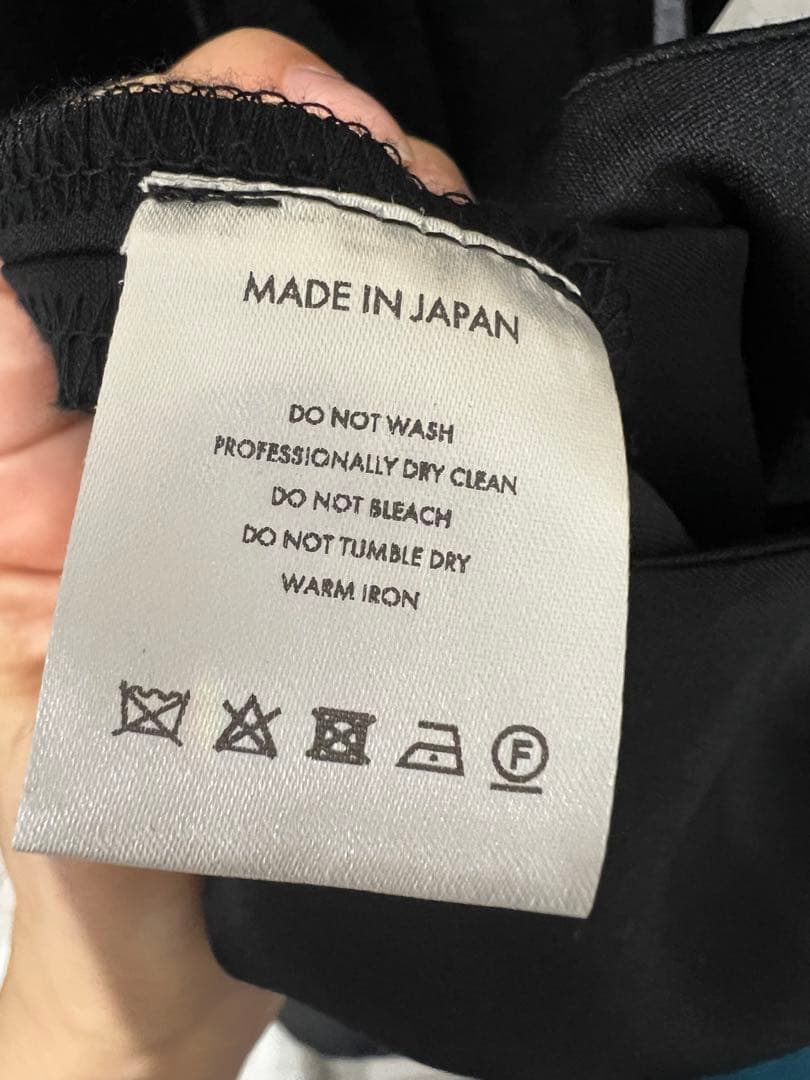 MADE IN JAPAN
DO NOT WASH
PROFESSIONALLY DRY CLEAN
DO NOT BLEACH
DO NOT TUMBLE DRY
WARM IRON
F